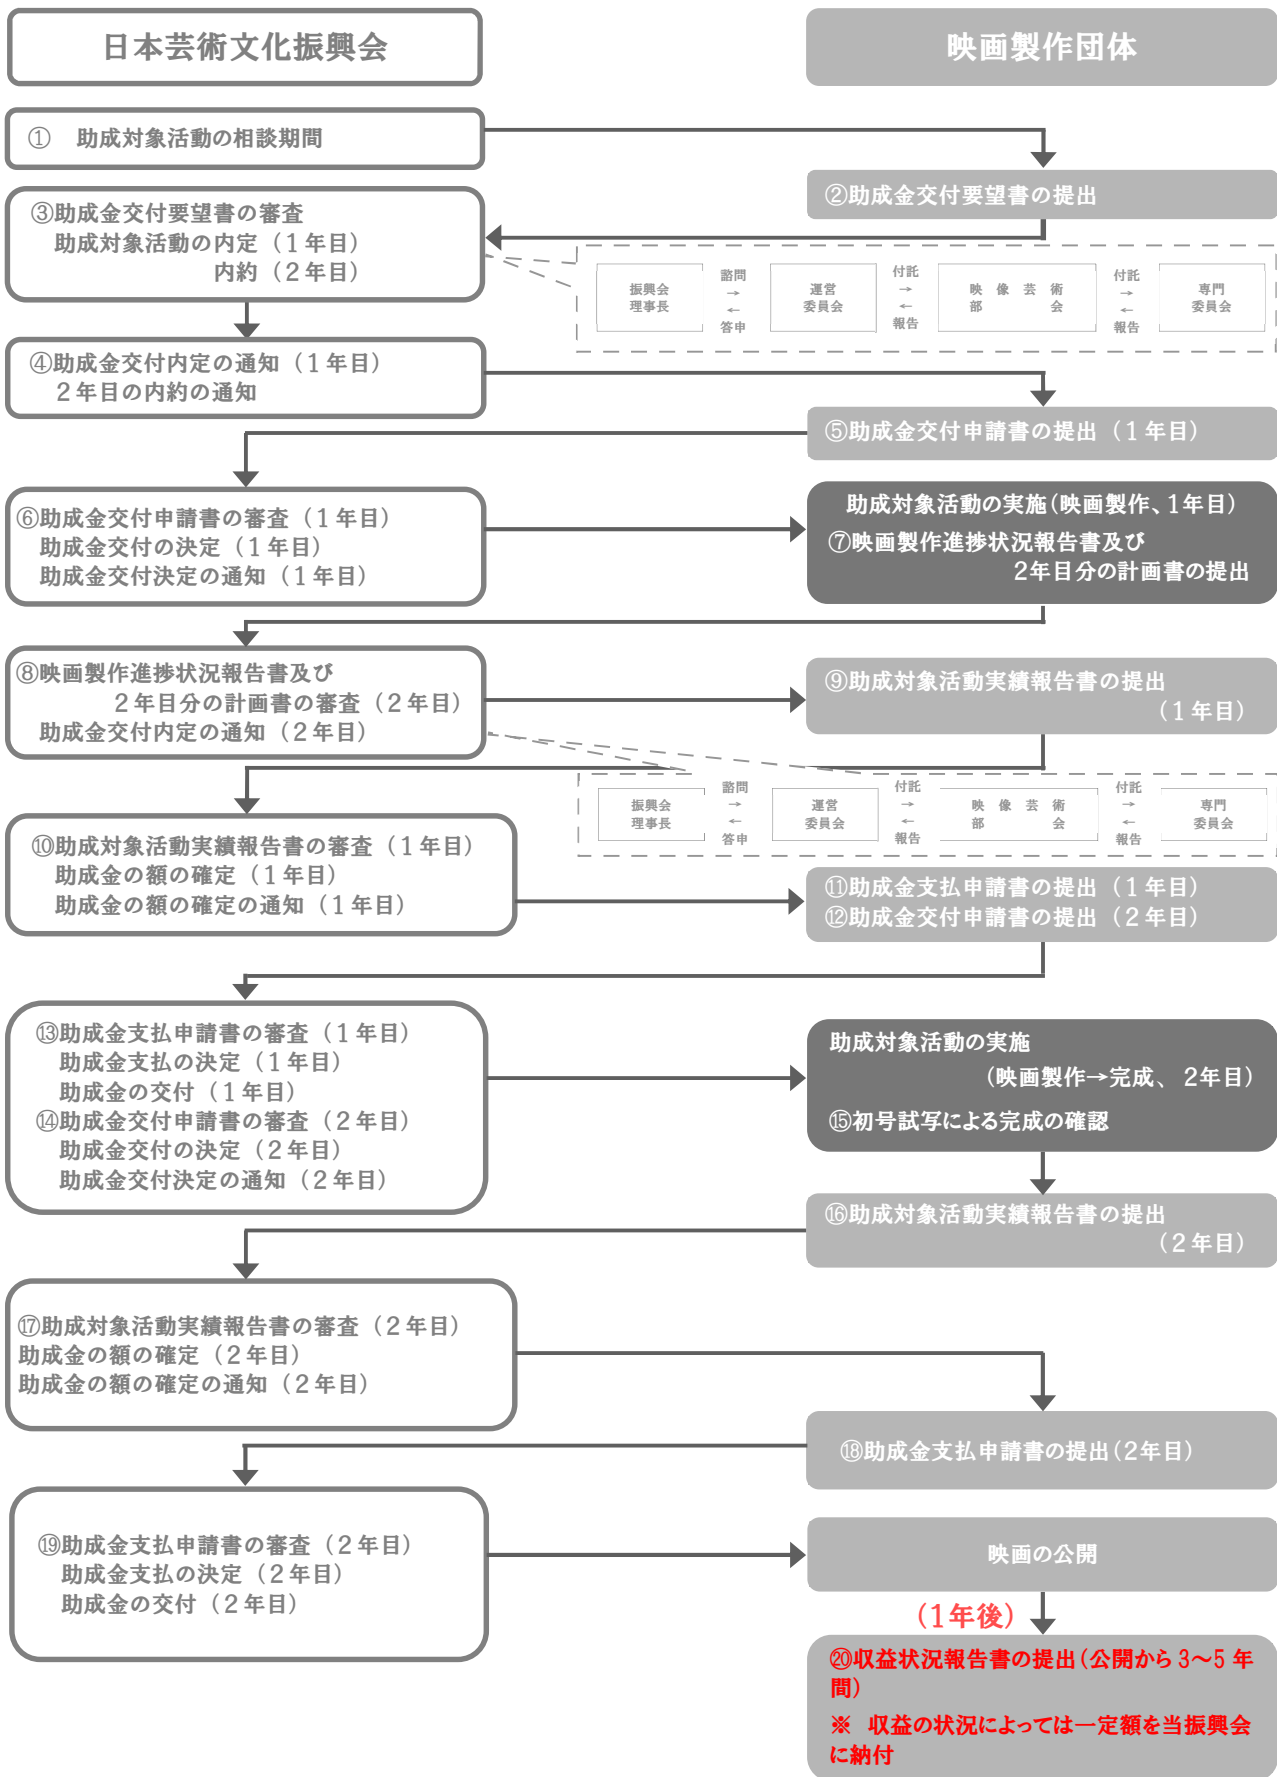 日本芸術文化振興会
映画製作団体
① 助成対象活動の相談期間
②助成金交付要望書の提出
③助成金交付要望書の審査
助成対象活動の内定（１年目）
内約（２年目）
振興会
理事長
諮問
→
←
答申
運営
委員会
付託
→
←
報告
映 像 芸 術
部 会
付託
→
←
報告
専門
委員会
④助成金交付内定の通知（１年目）
２年目の内約の通知
⑤助成金交付申請書の提出（１年目）
⑥助成金交付申請書の審査（１年目）
助成金交付の決定（１年目）
助成金交付決定の通知（１年目）
助成対象活動の実施(映画製作、1年目)
⑦映画製作進捗状況報告書及び
2年目分の計画書の提出
⑧映画製作進捗状況報告書及び
２年目分の計画書の審査（２年目）
助成金交付内定の通知（２年目）
⑨助成対象活動実績報告書の提出
（１年目）
振興会
理事長
諮問
→
←
答申
運営
委員会
付託
→
←
報告
映 像 芸 術
部 会
付託
→
←
報告
専門
委員会
⑩助成対象活動実績報告書の審査（１年目）
助成金の額の確定（１年目）
助成金の額の確定の通知（１年目）
⑪助成金支払申請書の提出（１年目）
⑫助成金交付申請書の提出（２年目）
⑬助成金支払申請書の審査（１年目）
助成金支払の決定（１年目）
助成金の交付（１年目）
⑭助成金交付申請書の審査（２年目）
助成金交付の決定（２年目）
助成金交付決定の通知（２年目）
助成対象活動の実施
(映画製作→完成、 2年目)
⑮初号試写による完成の確認
⑯助成対象活動実績報告書の提出
（２年目）
⑰助成対象活動実績報告書の審査（２年目）
助成金の額の確定（２年目）
助成金の額の確定の通知（２年目）
⑱助成金支払申請書の提出(2年目)
⑲助成金支払申請書の審査（２年目）
助成金支払の決定（２年目）
助成金の交付（２年目）
映画の公開
(1年後)
⑳収益状況報告書の提出(公開から 3～5 年
間)
※ 収益の状況によっては一定額を当振興会
に納付